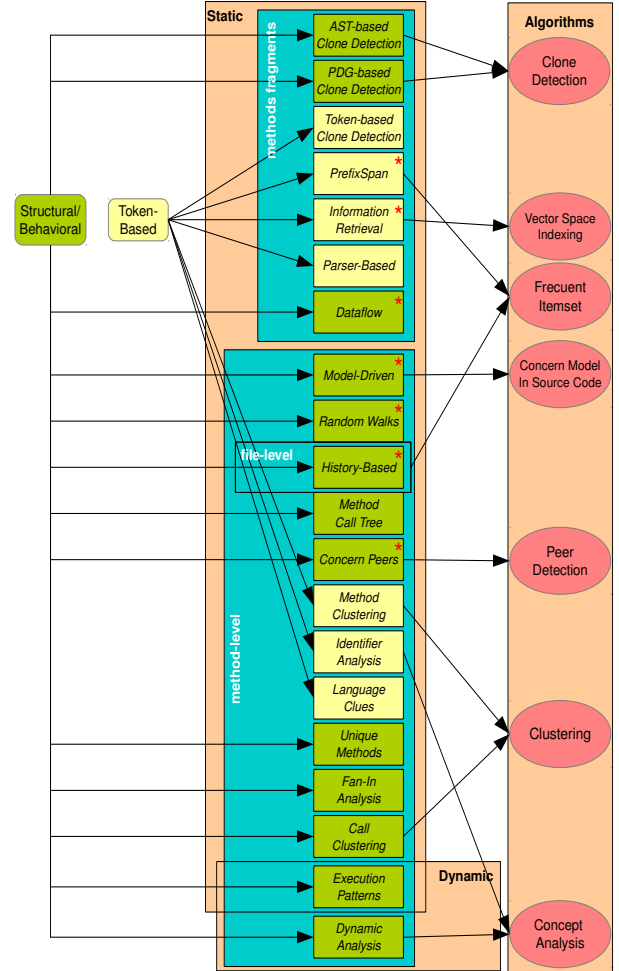 Static
Algorithms
methods fragments
AST-based
Clone Detection
PDG-based
Clone Detection
Token-based
Clone Detection
PrefixSpan
*
Information
Retrieval
*
Parser-Based
Dataflow
*
Structural/
Behavioral
Token-
Based
Clone
Detection
Vector Space
Indexing
Frecuent
Itemset
Concern Model
In Source Code
method-level
Model-Driven
*
Random Walks
*
file-level
History-Based
*
Method
Call Tree
Concern Peers
*
Method
Clustering
Identifier
Analysis
Language
Clues
Unique
Methods
Fan-In
Analysis
Call
Clustering
Execution
Patterns
Dynamic
Dynamic
Analysis
Peer
Detection
Clustering
Concept
Analysis